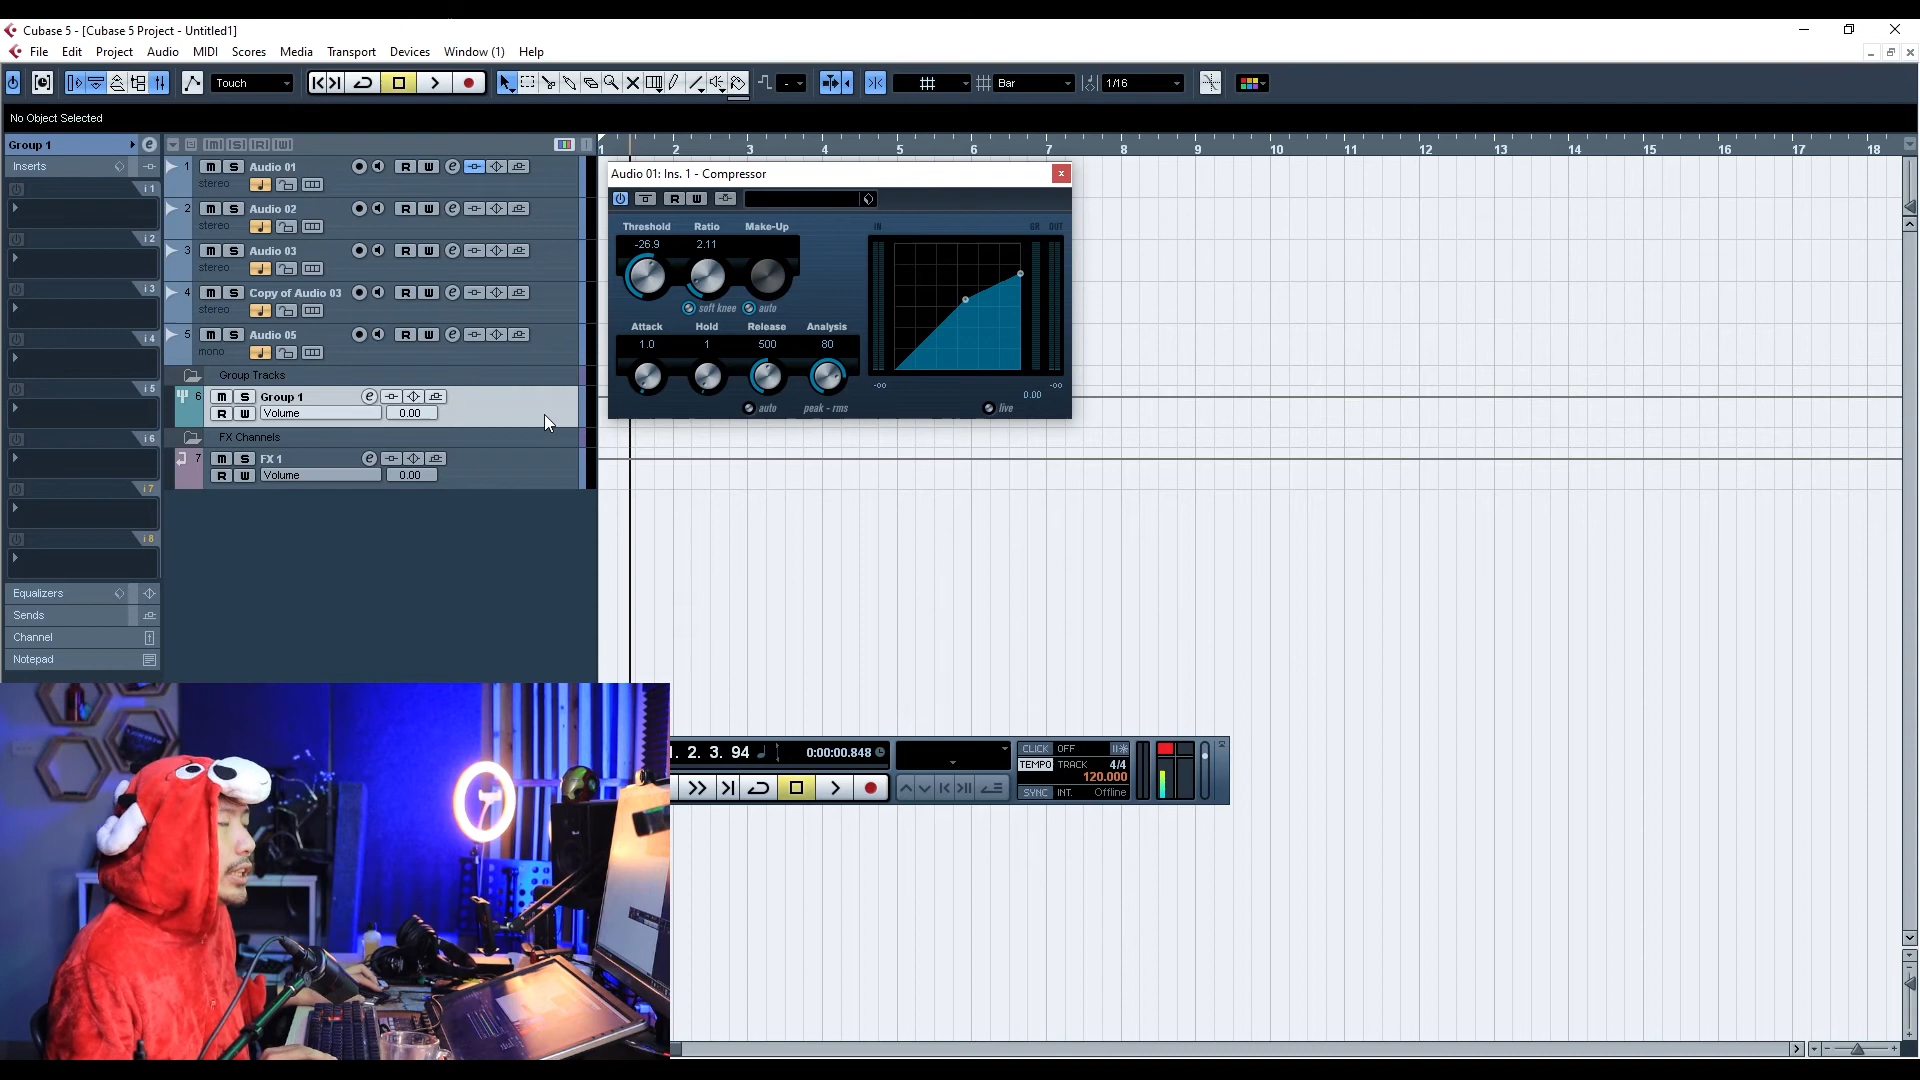 Cubase 5 - [Cubase 5 Project - Untitled1]
File Edit Project Audio MIDI Scores Media Transport Devices Window (1) Help
Touch - Bar 1/16
No Object Selected
Group 1 e
Inserts
i 1
i 2
i 3
i 4
i 5
i 6
i 7
i 8
Equalizers
Sends
Channel
Notepad
1 M S Audio 01 R W e
stereo
2 M S Audio 02 R W e
stereo
3 M S Audio 03 R W e
stereo
4 M S Copy of Audio 03 R W e
stereo
5 M S Audio 05 R W e
mono
Group Tracks
6 M S Group 1 e
R W Volume 0.00
FX Channels
7 M S FX 1 e
R W Volume 0.00
1 2 3 4 5 6 7 8 9 10 11 12 13 14 15 16 17 18
Audio 01: Ins. 1 - Compressor
R W
Threshold Ratio Make-Up
-26.9 2.11
soft knee auto
Attack Hold Release Analysis
1.0 1 500 80
auto peak - rms
IN GR OUT
-oo -oo
0.00
live
1. 2. 3. 94 0:00:00.848
CLICK OFF
TEMPO TRACK 4/4
120.000
SYNC INT. Offline